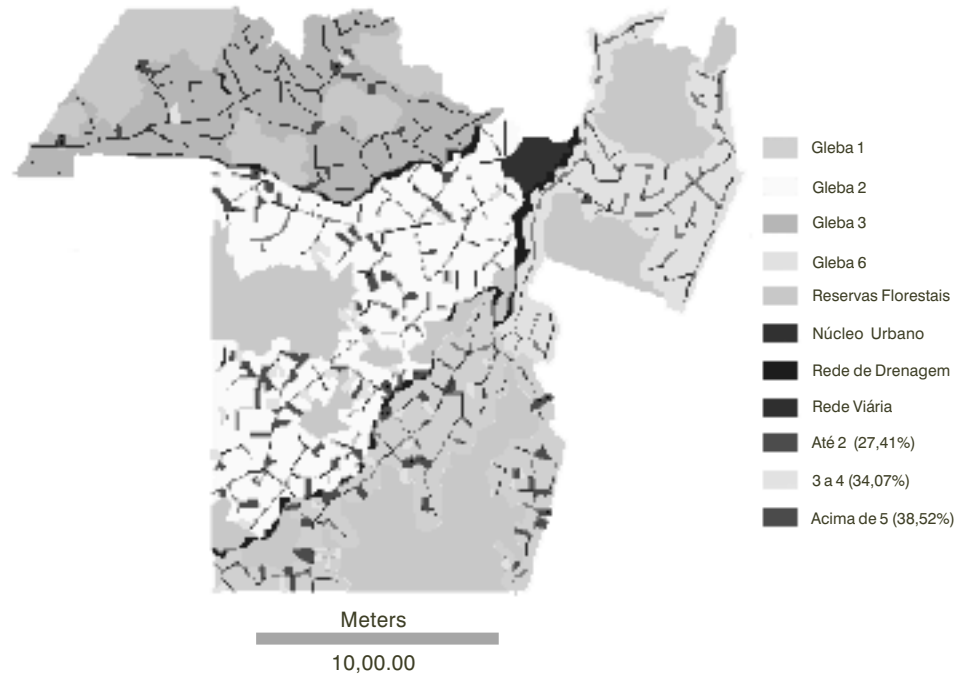 Gleba 1
Gleba 2
Gleba 3
Gleba 6
Reservas Florestais
Núcleo Urbano
Rede de Drenagem
Rede Viária
Até 2 (27,41%)
3 a 4 (34,07%)
Acima de 5 (38,52%)
Meters
10,00.00